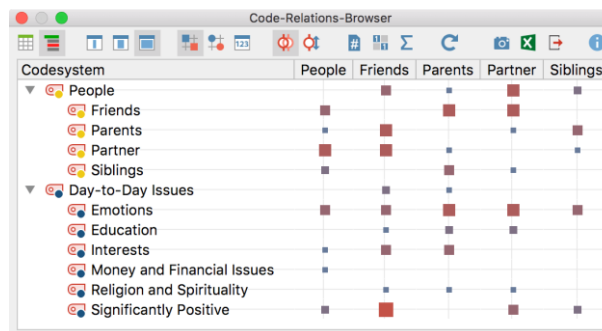 Code-Relations-Browser
123
Codesystem People Friends Parents Partner Siblings
People
Friends
Parents
Partner
Siblings
Day-to-Day Issues
Emotions
Education
Interests
Money and Financial Issues
Religion and Spirituality
Significantly Positive